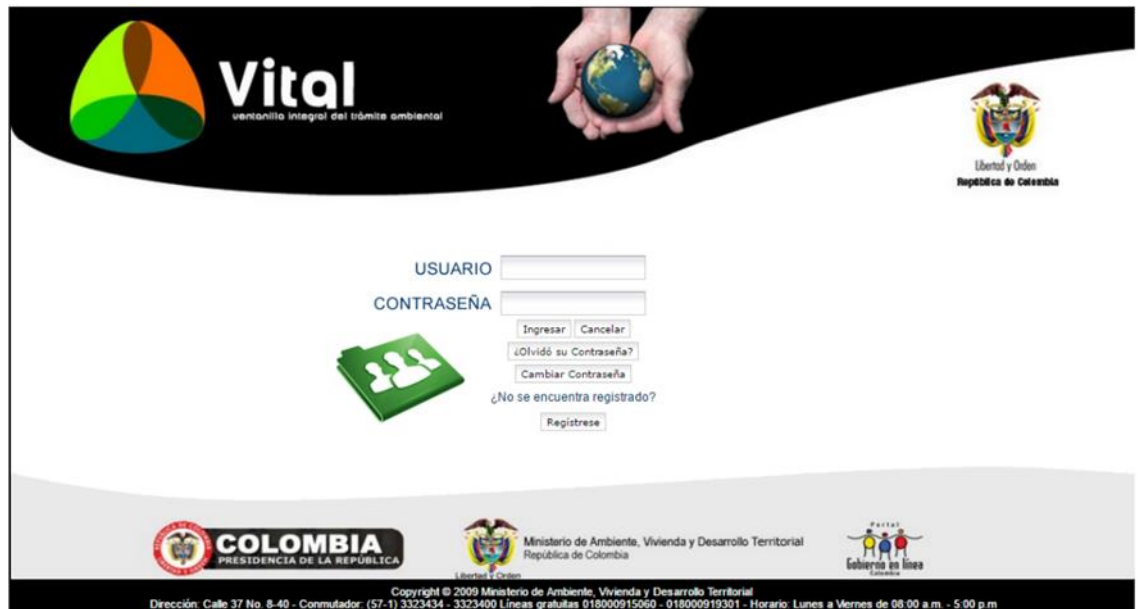 Vital
ventanilla integral del trámite ambiental
Libertad y Orden
República de Colombia
USUARIO
CONTRASEÑA
Ingresar Cancelar
¿Olvidó su Contraseña?
Cambiar Contraseña
¿No se encuentra registrado?
Regístrese
COLOMBIA
PRESIDENCIA DE LA REPÚBLICA
Libertad y Orden
Ministerio de Ambiente, Vivienda y Desarrollo Territorial
República de Colombia
Portal
Gobierno en línea
Colombia
Copyright © 2009 Ministerio de Ambiente, Vivienda y Desarrollo Territorial
Dirección: Calle 37 No. 8-40 - Conmutador: (57-1) 3323434 - 3323400 Líneas gratuitas 018000915060 - 018000919301 - Horario: Lunes a Viernes de 08:00 a.m. - 5:00 p.m